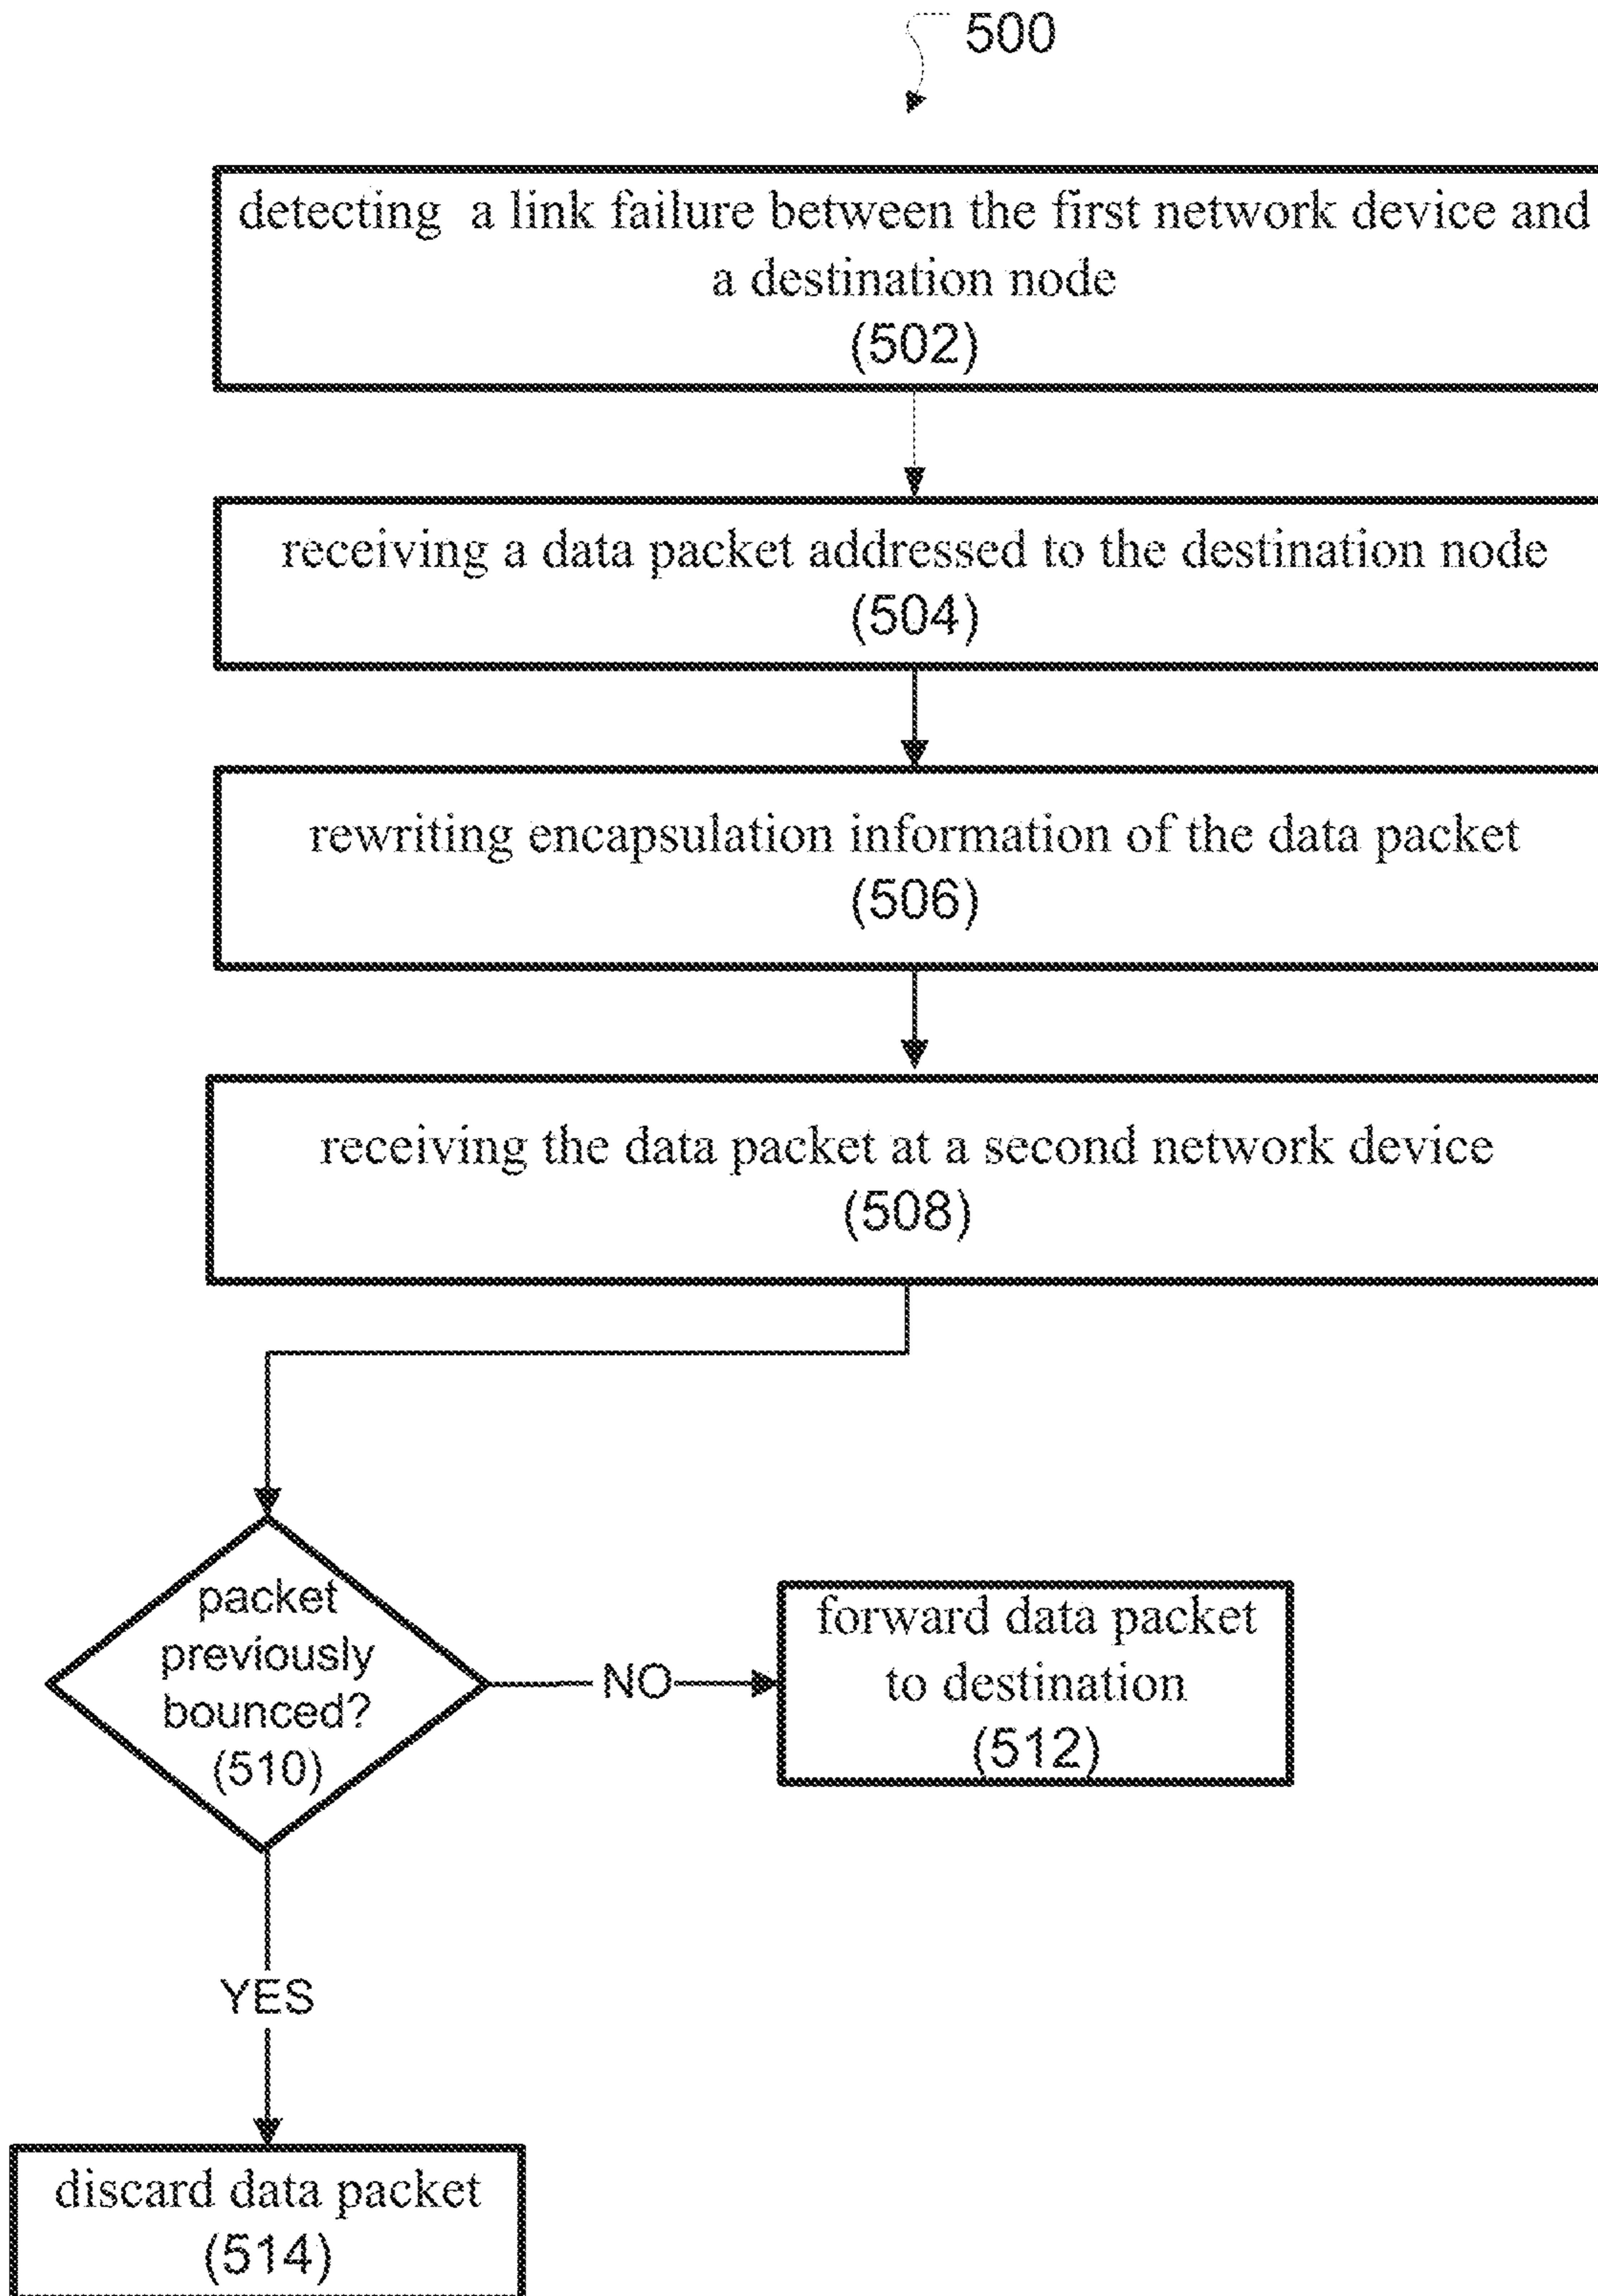 500
detecting a link failure between the first network device and
a destination node
(502)
receiving a data packet addressed to the destination node
(504)
rewriting encapsulation information of the data packet
(506)
receiving the data packet at a second network device
(508)
packet
previously
bounced?
(510)
NO
forward data packet
to destination
(512)
YES
discard data packet
(514)